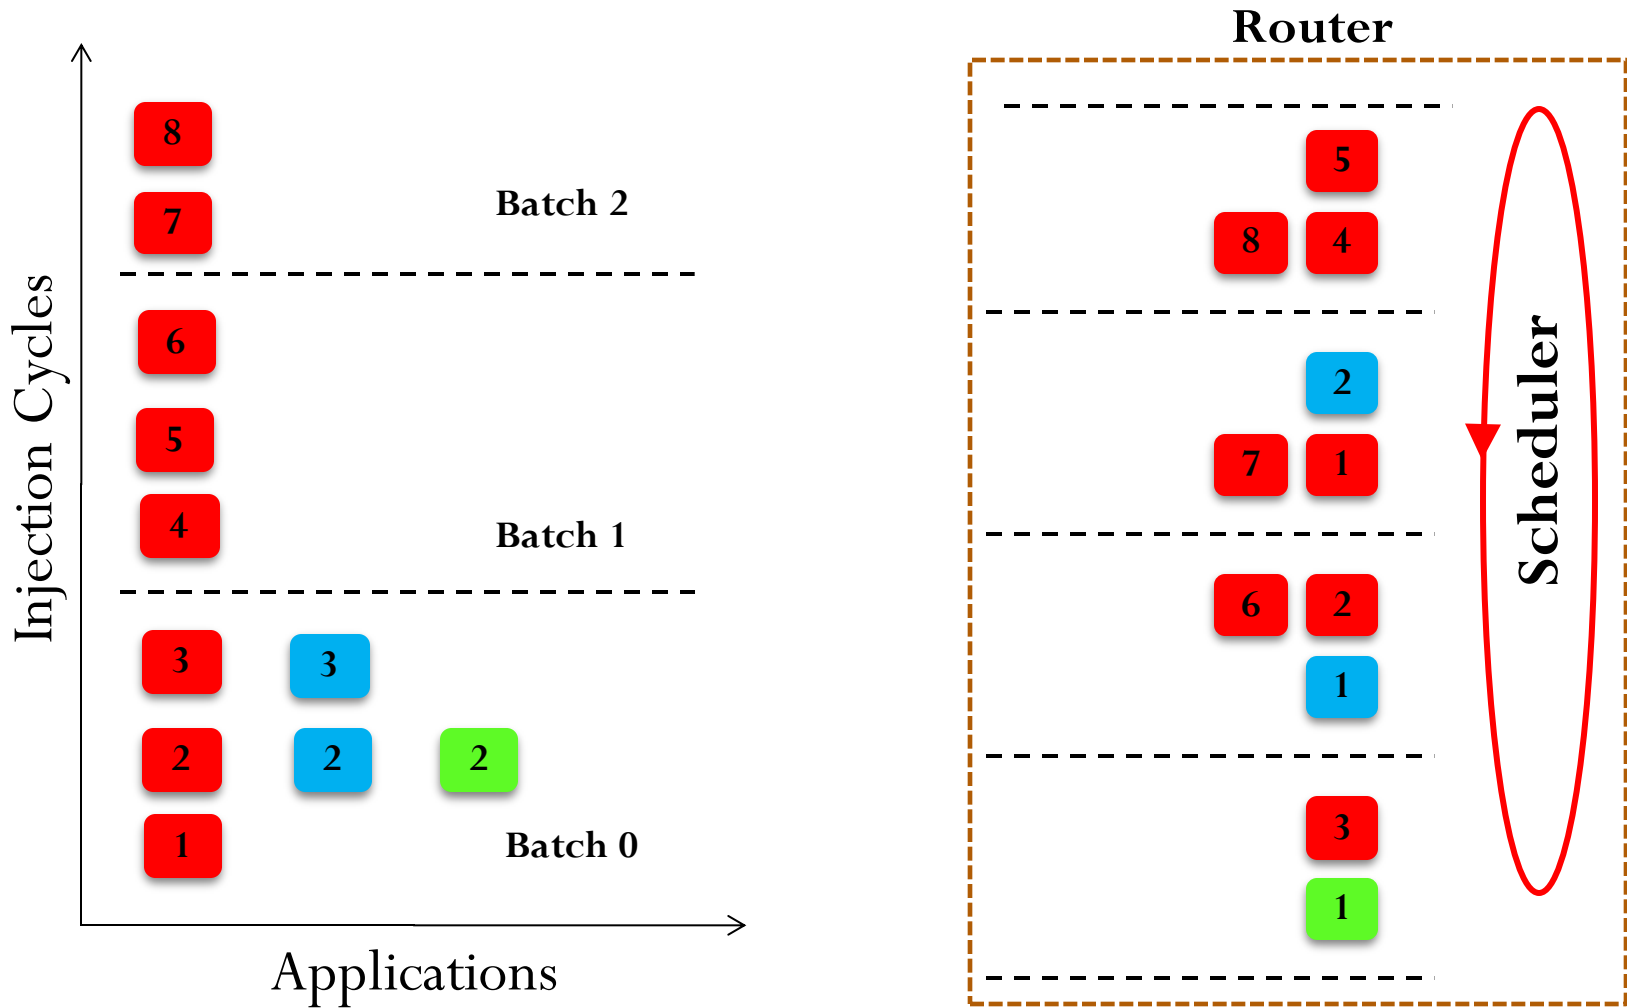 Router
8
7
Batch 2
6
5
4
Batch 1
3 3
2 2 2
1
Batch 0
Injection Cycles
Applications
5
8 4
2
7 1
6 2
1
3
1
Scheduler